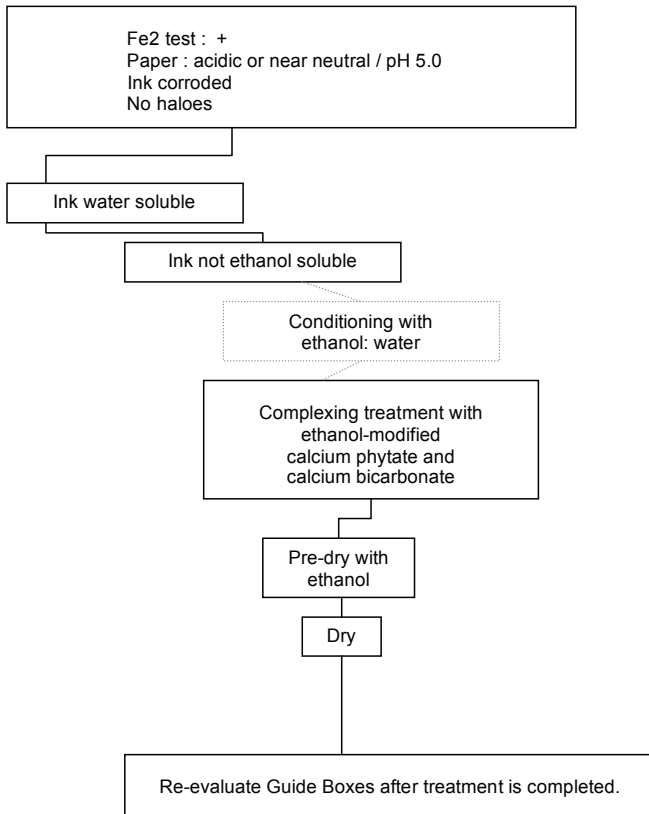 Fe2 test :  +
Paper : acidic or near neutral / pH 5.0
Ink corroded
No haloes
Ink water soluble
Ink not ethanol soluble
Conditioning with
ethanol: water
Complexing treatment with
ethanol-modified
calcium phytate and
calcium bicarbonate
Pre-dry with
ethanol
Dry
Re-evaluate Guide Boxes after treatment is completed.